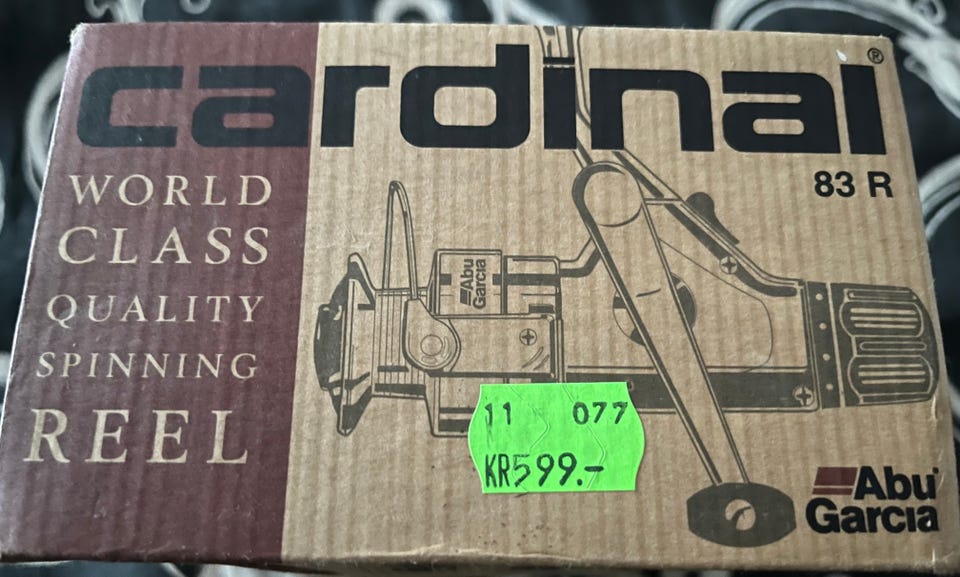 cardinal®
83 R
WORLD
CLASS
QUALITY
SPINNING
REEL
Abu
Garcia
11 077
KR599.-
Abu
Garcia